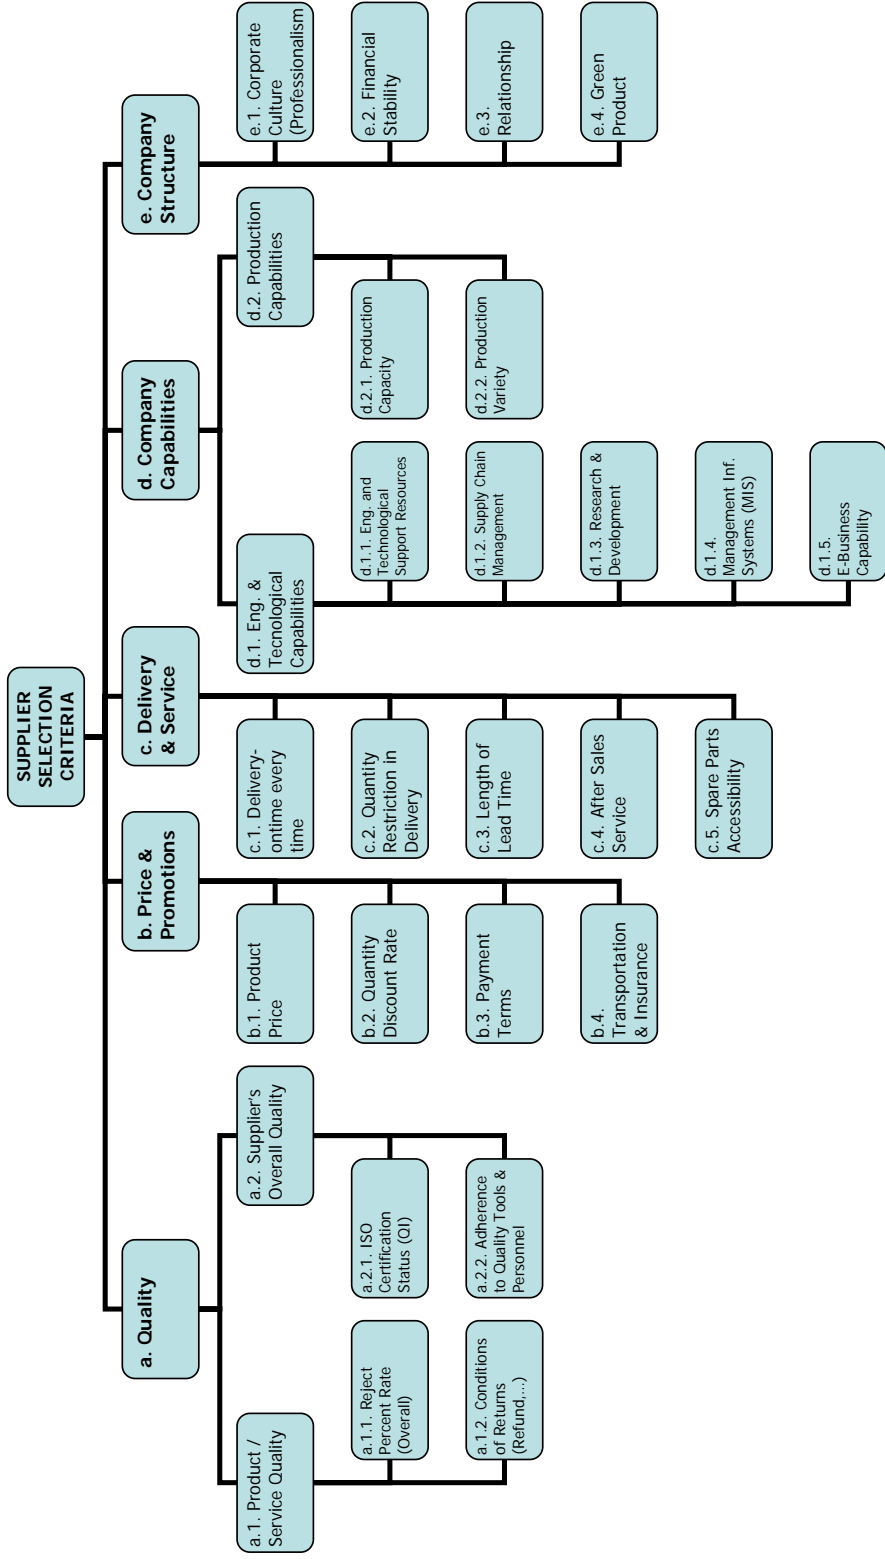 SUPPLIER
SELECTION
CRITERIA
a. Quality
a.1. Product /
Service Quality
a.1.1. Reject
Percent Rate
(Overall)
a.1.2. Conditions
of Returns
(Refund,...)
a.2. Supplier's
Overall Quality
a.2.1. ISO
Certification
Status (QI)
a.2.2. Adherence
to Quality Tools &
Personnel
b. Price &
Promotions
b.1. Product
Price
b.2. Quantity
Discount Rate
b.3. Payment
Terms
b.4.
Transportation
& Insurance
c. Delivery
& Service
c.1. Delivery-
ontime every
time
c.2. Quantity
Restriction in
Delivery
c.3. Length of
Lead Time
c.4. After Sales
Service
c.5. Spare Parts
Accessibility
d. Company
Capabilities
d.1. Eng. &
Tecnological
Capabilities
d.1.1. Eng. and
Technological
Support Resources
d.1.2. Supply Chain
Management
d.1.3. Research &
Development
d.1.4.
Management Inf.
Systems (MIS)
d.1.5.
E-Business
Capability
d.2. Production
Capabilities
d.2.1. Production
Capacity
d.2.2. Production
Variety
e. Company
Structure
e.1. Corporate
Culture
(Professionalism)
e.2. Financial
Stability
e.3.
Relationship
e.4. Green
Product